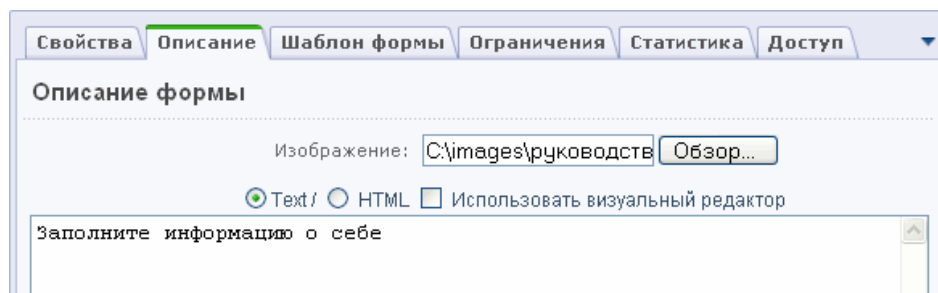 Свойства Описание Шаблон формы Ограничения Статистика Доступ
Описание формы
Изображение: C:\images\руководств Обзор...
Text / HTML Использовать визуальный редактор
Заполните информацию о себе